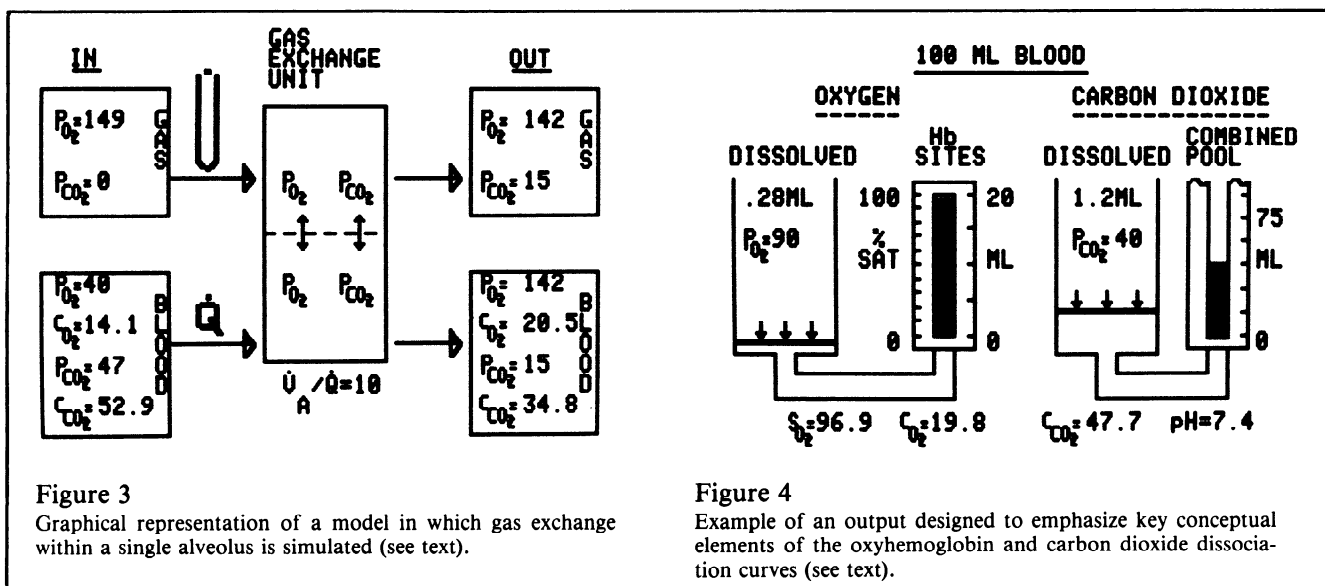 IN
GAS
EXCHANGE
UNIT
OUT
PO2=149
PCO2=0
GAS
V̇
PO2 PCO2
PO2 PCO2
PO2= 142
PCO2=15
GAS
PO2=40
CO2=14.1
PCO2=47
CCO2=52.9
BLOOD
Q̇
V̇A/Q̇=10
PO2= 142
CO2= 20.5
PCO2=15
CCO2=34.8
BLOOD
Figure 3
Graphical representation of a model in which gas exchange
within a single alveolus is simulated (see text).
100 ML BLOOD
OXYGEN
CARBON DIOXIDE
DISSOLVED
Hb
SITES
DISSOLVED
COMBINED
POOL
.28ML
PO2=90
100
%
SAT
0
20
ML
0
1.2ML
PCO2=40
75
ML
0
SO2=96.9 CO2=19.8
CCO2=47.7 pH=7.4
Figure 4
Example of an output designed to emphasize key conceptual
elements of the oxyhemoglobin and carbon dioxide dissocia-
tion curves (see text).